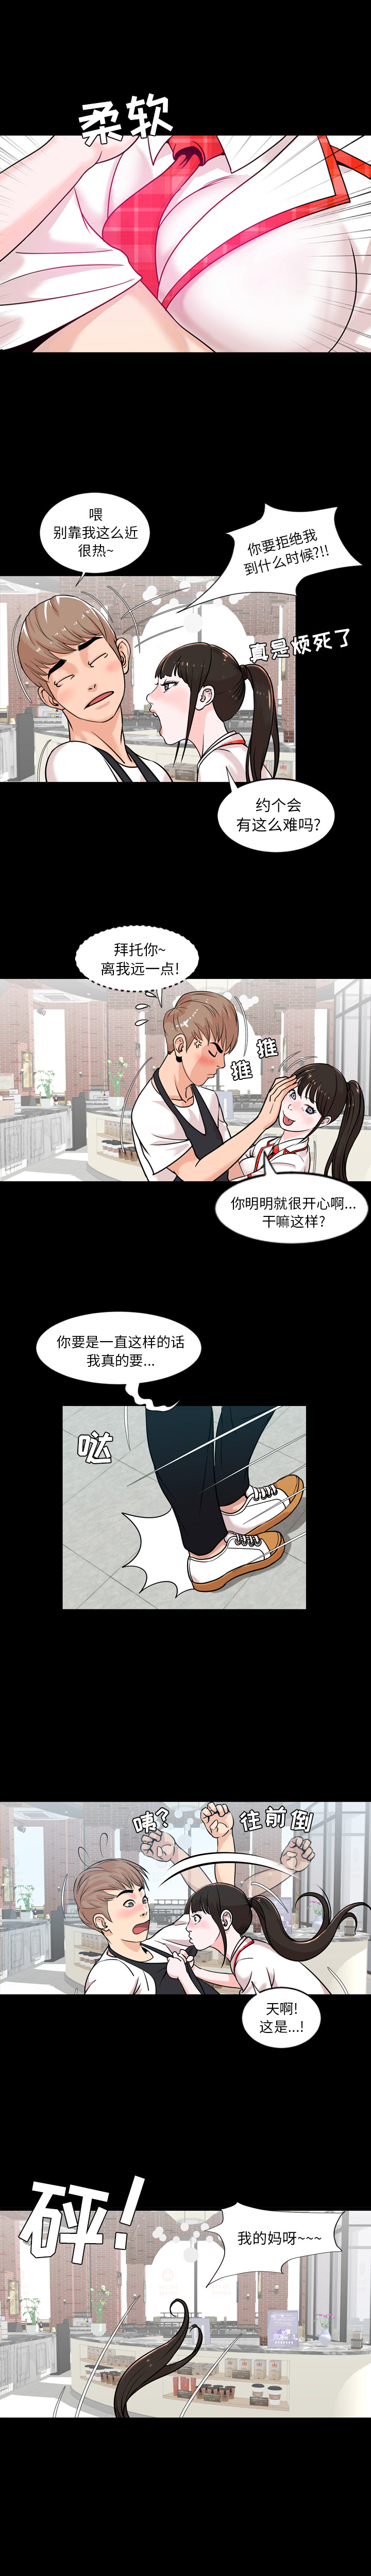 柔软
喂
别靠我这么近
很热~
你要拒绝我
到什么时候?!!
真是烦死了
约个会
有这么难吗?
拜托你~
离我远一点!
推
推
你明明就很开心啊...
干嘛这样?
你要是一直这样的话
我真的要...
哒
咦?
往前倒
天啊!
这是...!
砰!
我的妈呀~~~